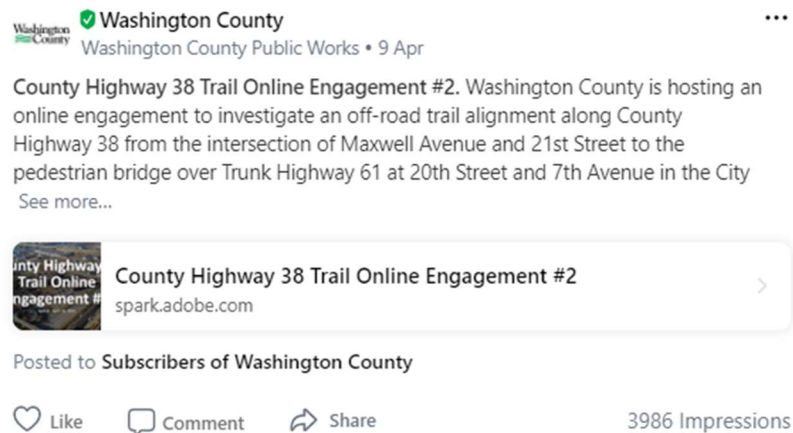 Washington
County
Washington County
Washington County Public Works • 9 Apr
County Highway 38 Trail Online Engagement #2. Washington County is hosting an
online engagement to investigate an off-road trail alignment along County
Highway 38 from the intersection of Maxwell Avenue and 21st Street to the
pedestrian bridge over Trunk Highway 61 at 20th Street and 7th Avenue in the City
See more...
unty Highway
Trail Online
ngagement #
County Highway 38 Trail Online Engagement #2
spark.adobe.com
Posted to Subscribers of Washington County
Like Comment Share 3986 Impressions